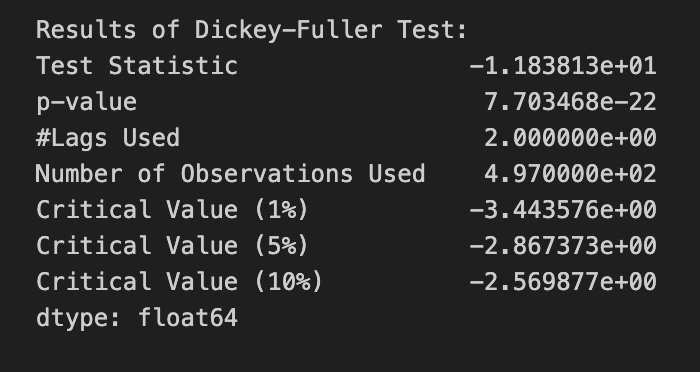 Results of Dickey-Fuller Test:
Test Statistic                 -1.183813e+01
p-value                         7.703468e-22
#Lags Used                      2.000000e+00
Number of Observations Used     4.970000e+02
Critical Value (1%)            -3.443576e+00
Critical Value (5%)            -2.867373e+00
Critical Value (10%)           -2.569877e+00
dtype: float64